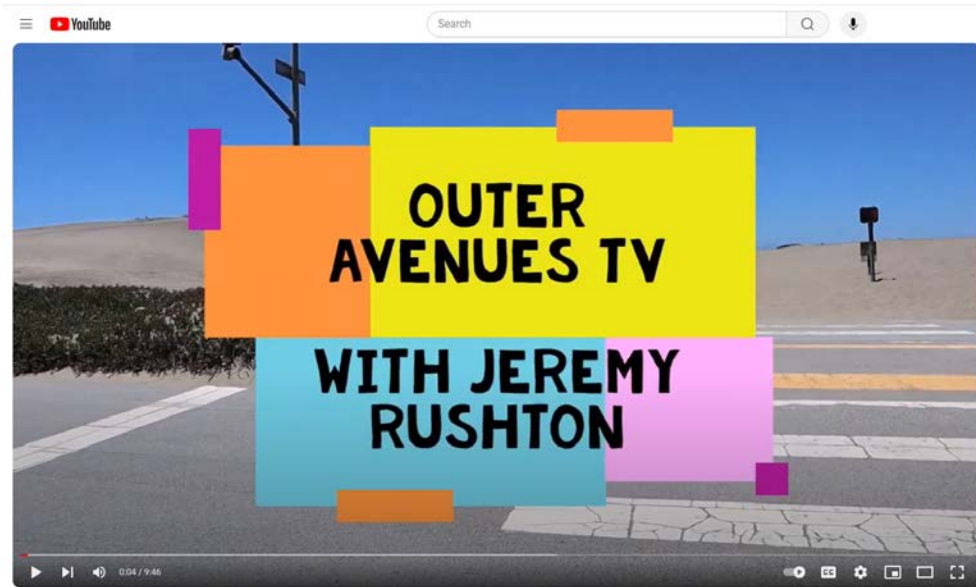 YouTube
Search
OUTER
AVENUES TV
WITH JEREMY
RUSHTON
0:04 / 9:46
CC